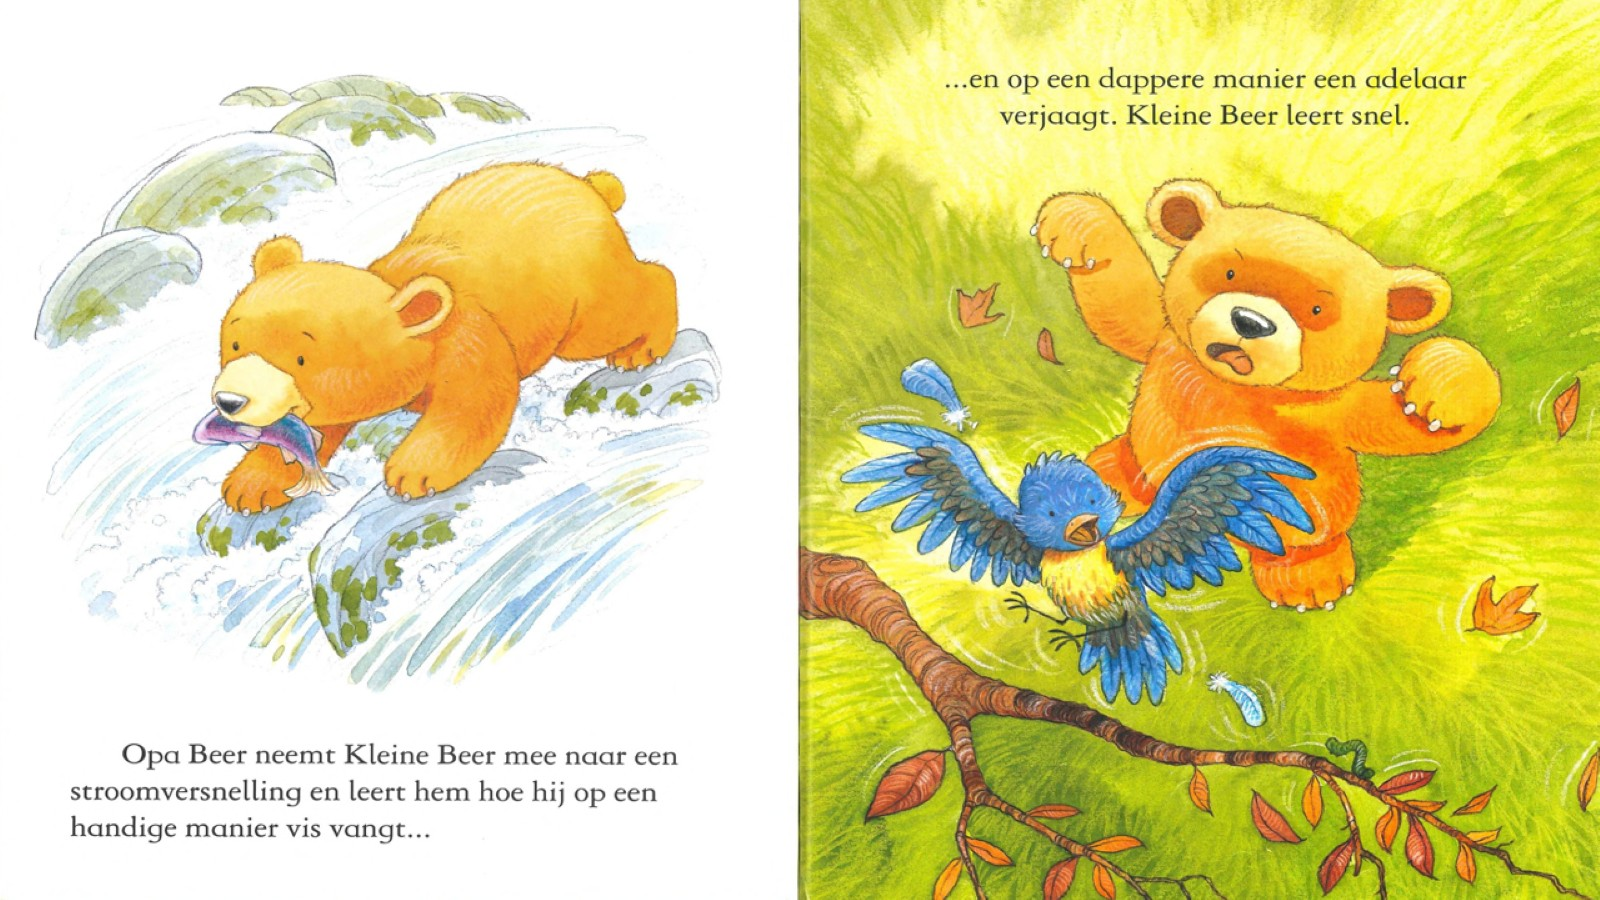 Opa Beer neemt Kleine Beer mee naar een
stroomversnelling en leert hem hoe hij op een
handige manier vis vangt...
...en op een dappere manier een adelaar
verjaagt. Kleine Beer leert snel.